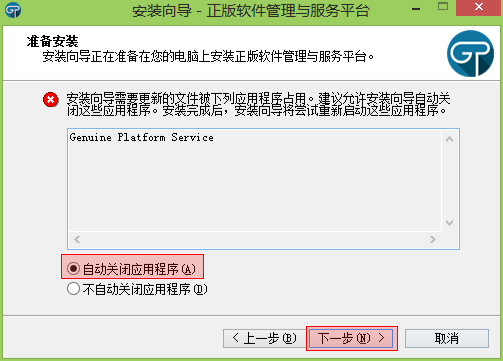 安装向导 - 正版软件管理与服务平台
准备安装
安装向导正在准备在您的电脑上安装正版软件管理与服务平台。
安装向导需要更新的文件被下列应用程序占用。建议允许安装向导自动关
闭这些应用程序。安装完成后，安装向导将尝试重新启动这些应用程序。
Genuine Platform Service
自动关闭应用程序(A)
不自动关闭应用程序(D)
< 上一步(B) 下一步(N) > 取消